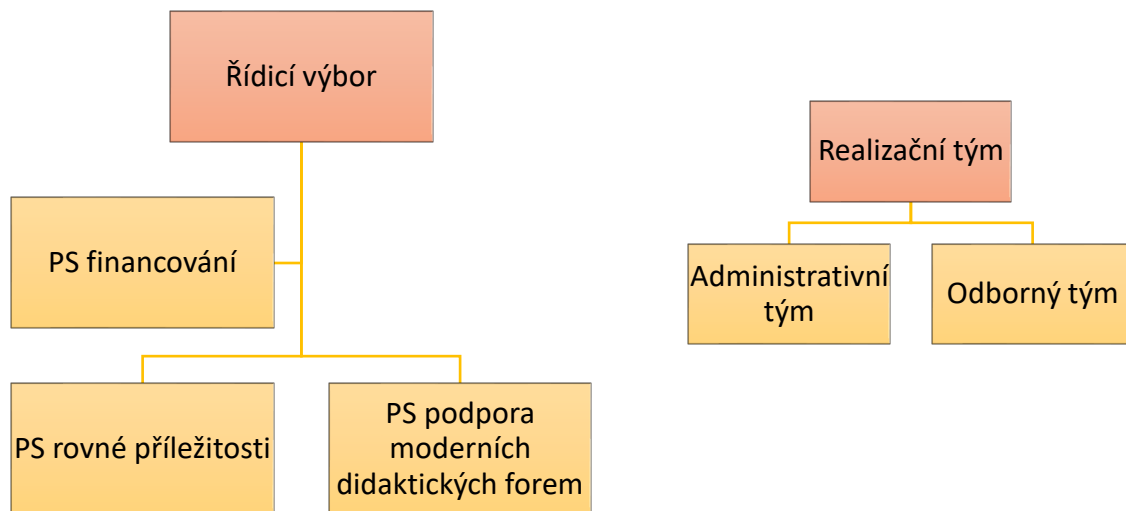 Řídicí výbor
PS financování
PS rovné příležitosti
PS podpora
moderních
didaktických forem
Realizační tým
Administrativní
tým
Odborný tým